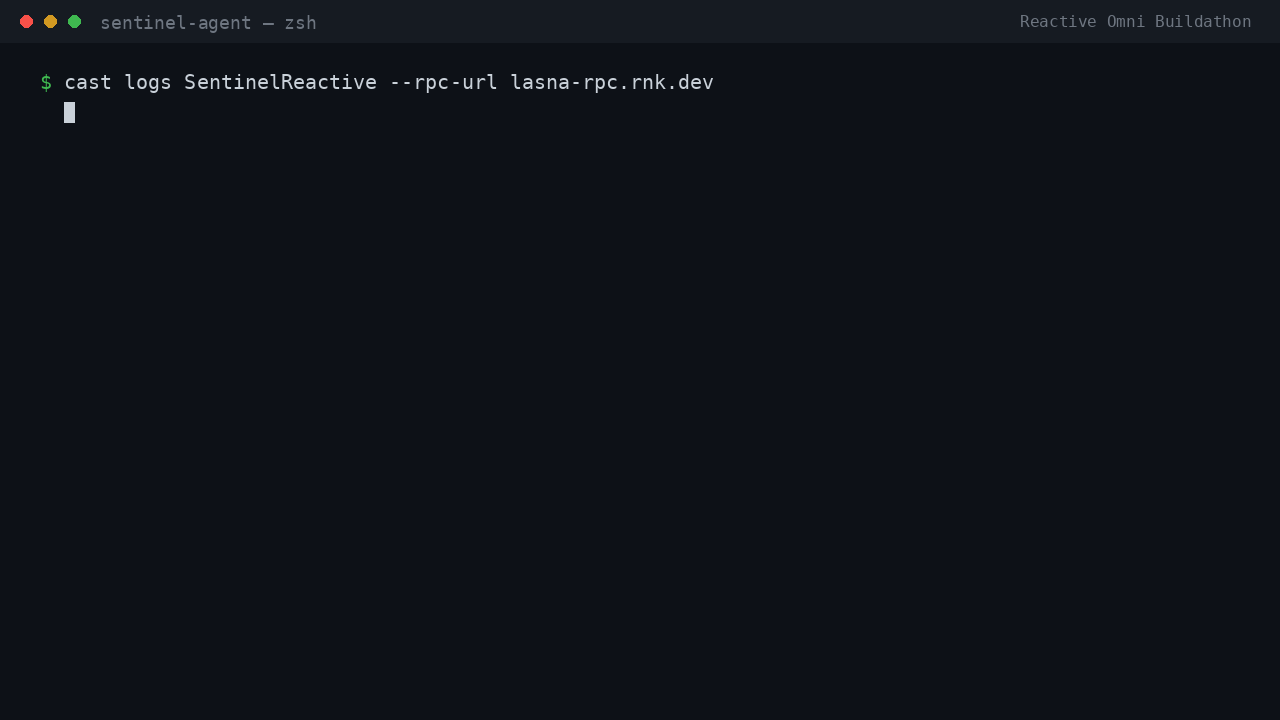 sentinel-agent — zsh
Reactive Omni Buildathon
$ cast logs SentinelReactive --rpc-url lasna-rpc.rnk.dev